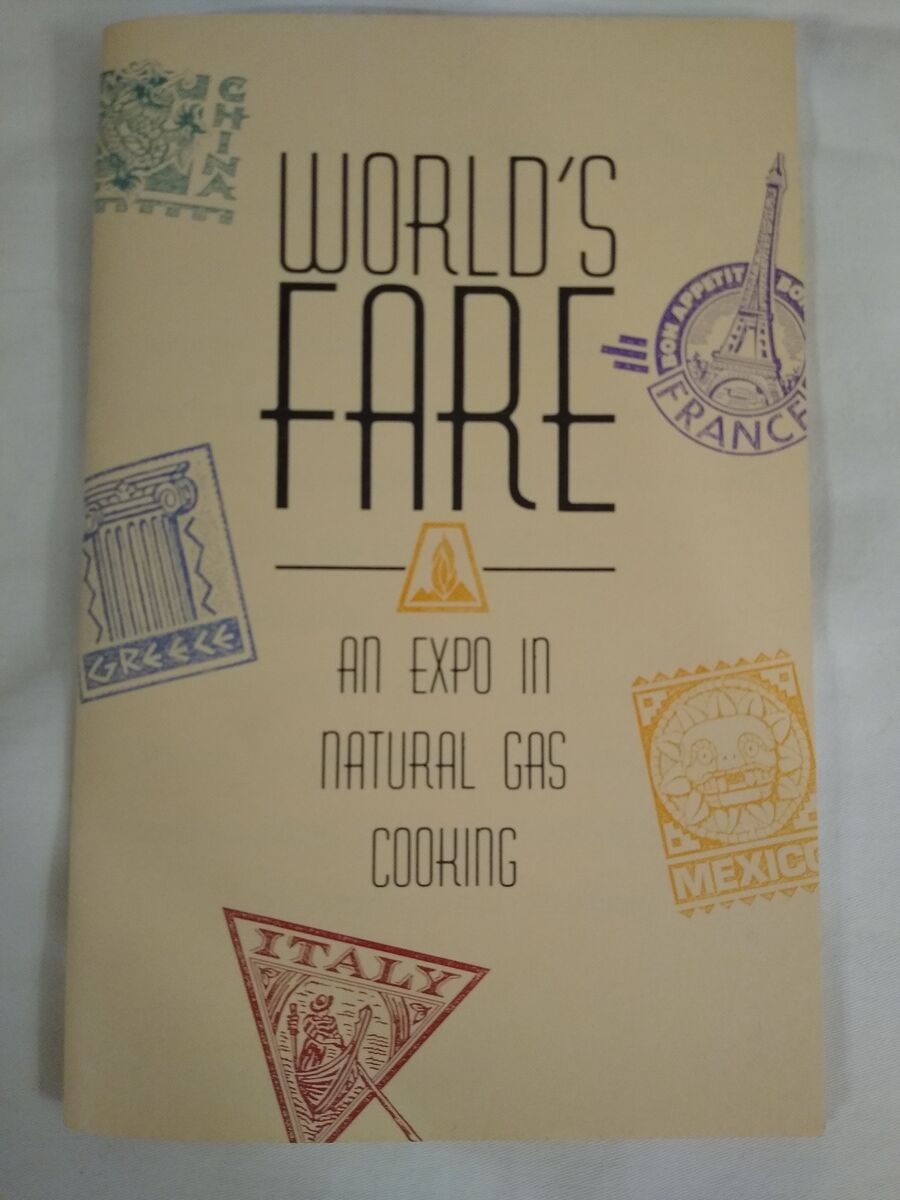 CHINA
WORLD'S
FARE
BON APPETIT BON
FRANCE
GREECE
AN EXPO IN
NATURAL GAS
COOKING
MEXICO
ITALY